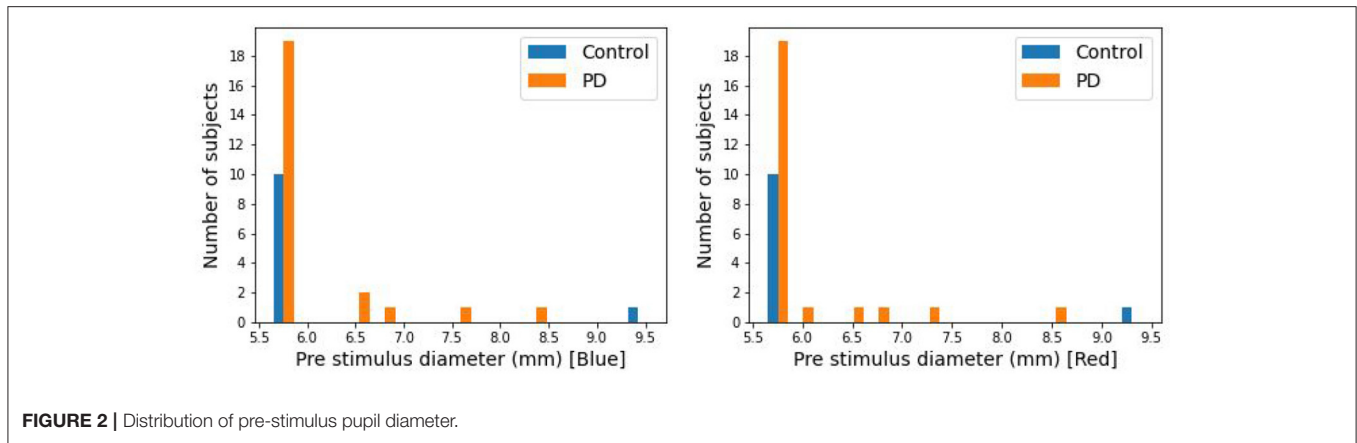 Number of subjects
18
16
14
12
10
8
6
4
2
0
Control
PD
5.5 6.0 6.5 7.0 7.5 8.0 8.5 9.0 9.5
Pre stimulus diameter (mm) [Blue]
Number of subjects
18
16
14
12
10
8
6
4
2
0
Control
PD
5.5 6.0 6.5 7.0 7.5 8.0 8.5 9.0 9.5
Pre stimulus diameter (mm) [Red]
FIGURE 2 | Distribution of pre-stimulus pupil diameter.